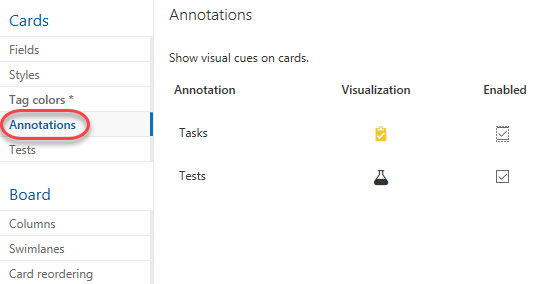 Cards
Fields
Styles
Tag colors *
Annotations
Tests
Board
Columns
Swimlanes
Card reordering
Annotations
Show visual cues on cards.
Annotation Visualization Enabled
Tasks
Tests